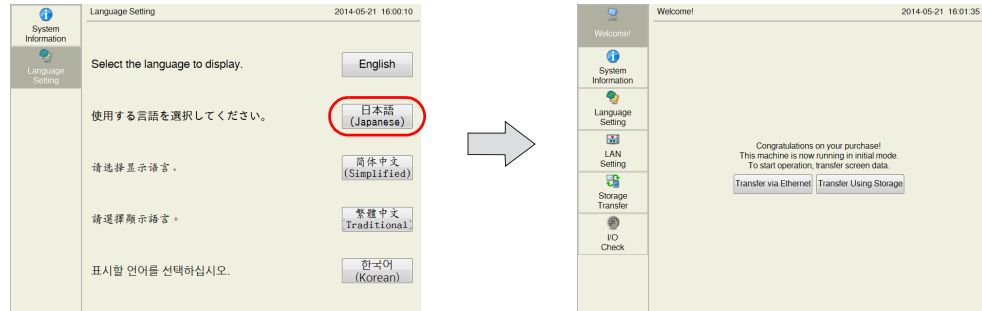 System
Information
Language
Setting
Language Setting 2014-05-21 16:00:10
Select the language to display.
English
使用する言語を選択してください。
日本語
(Japanese)
请选择显示语言。
简体中文
(Simplified)
請選擇顯示語言。
繁體中文
(Traditional)
표시할 언어를 선택하십시오.
한국어
(Korean)
Welcome!
System
Information
Language
Setting
LAN
Setting
Storage
Transfer
I/O
Check
Welcome! 2014-05-21 16:01:35
Congratulations on your purchase!
This machine is now running in initial mode.
To start operation, transfer screen data.
Transfer via Ethernet Transfer Using Storage